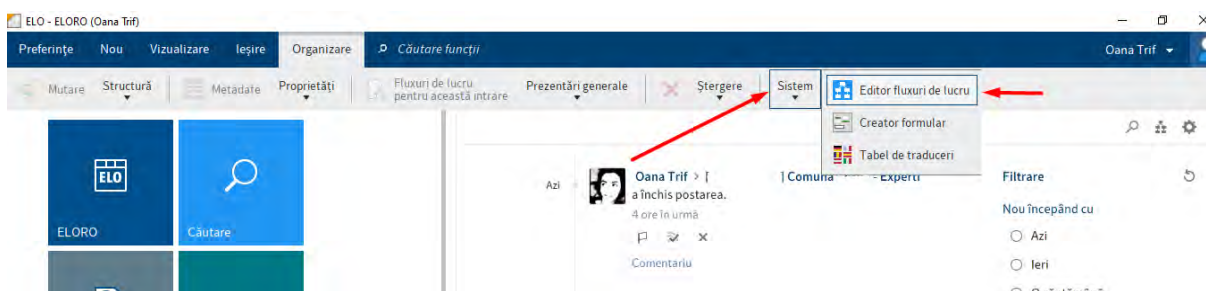 ELO - ELORO (Oana Trif)
Preferințe Nou Vizualizare Ieșire Organizare Căutare funcții Oana Trif
Mutare Structură Metadate Proprietăți Fluxuri de lucru pentru această intrare Prezentări generale Ștergere Sistem Editor fluxuri de lucru
Creator formular
Tabel de traduceri
ELO
ELORO
Căutare
Azi
Oana Trif > [ ] Comuna - Experti
a închis postarea.
4 ore în urmă
Comentariu
Filtrare
Nou începând cu
Azi
Ieri